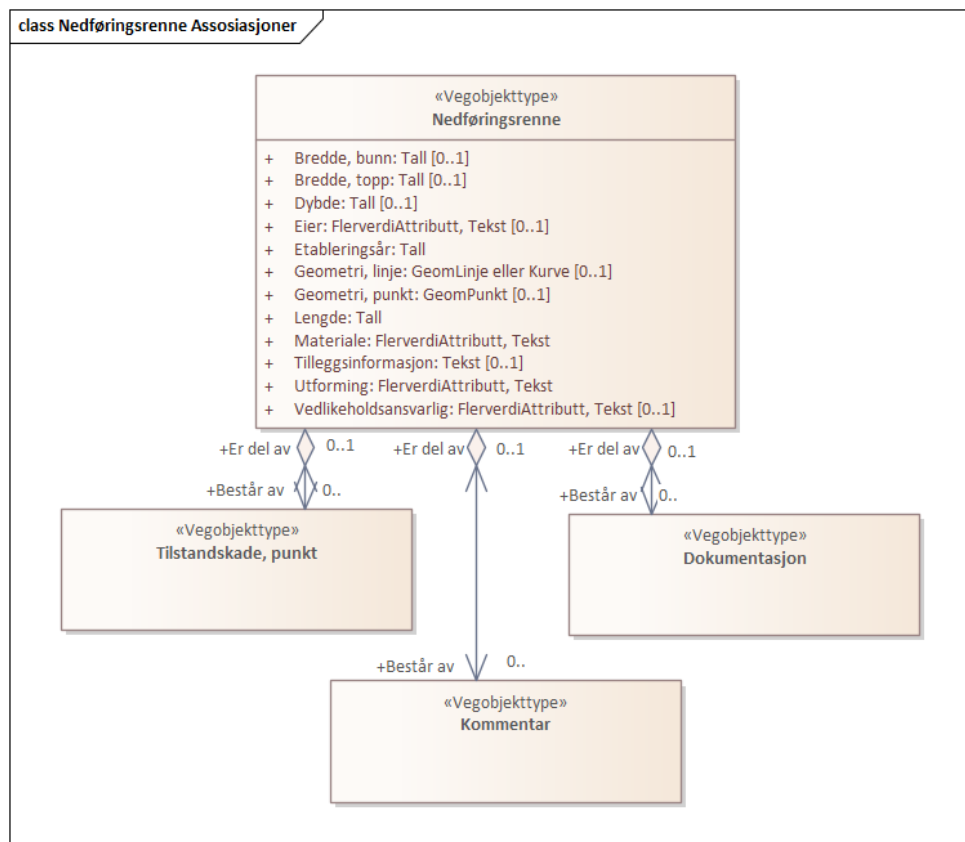 class Nedføringsrenne Assosiasjoner
«Vegobjekttype»
Nedføringsrenne
+ Bredde, bunn: Tall [0..1]
+ Bredde, topp: Tall [0..1]
+ Dybde: Tall [0..1]
+ Eier: FlerverdiAttributt, Tekst [0..1]
+ Etableringsår: Tall
+ Geometri, linje: GeomLinje eller Kurve [0..1]
+ Geometri, punkt: GeomPunkt [0..1]
+ Lengde: Tall
+ Materiale: FlerverdiAttributt, Tekst
+ Tilleggsinformasjon: Tekst [0..1]
+ Utforming: FlerverdiAttributt, Tekst
+ Vedlikeholdsansvarlig: FlerverdiAttributt, Tekst [0..1]
+Er del av 0..1 +Er del av 0..1 +Er del av 0..1
+Består av 0.. +Består av 0..
«Vegobjekttype»
Tilstandskade, punkt
«Vegobjekttype»
Dokumentasjon
+Består av 0..
«Vegobjekttype»
Kommentar